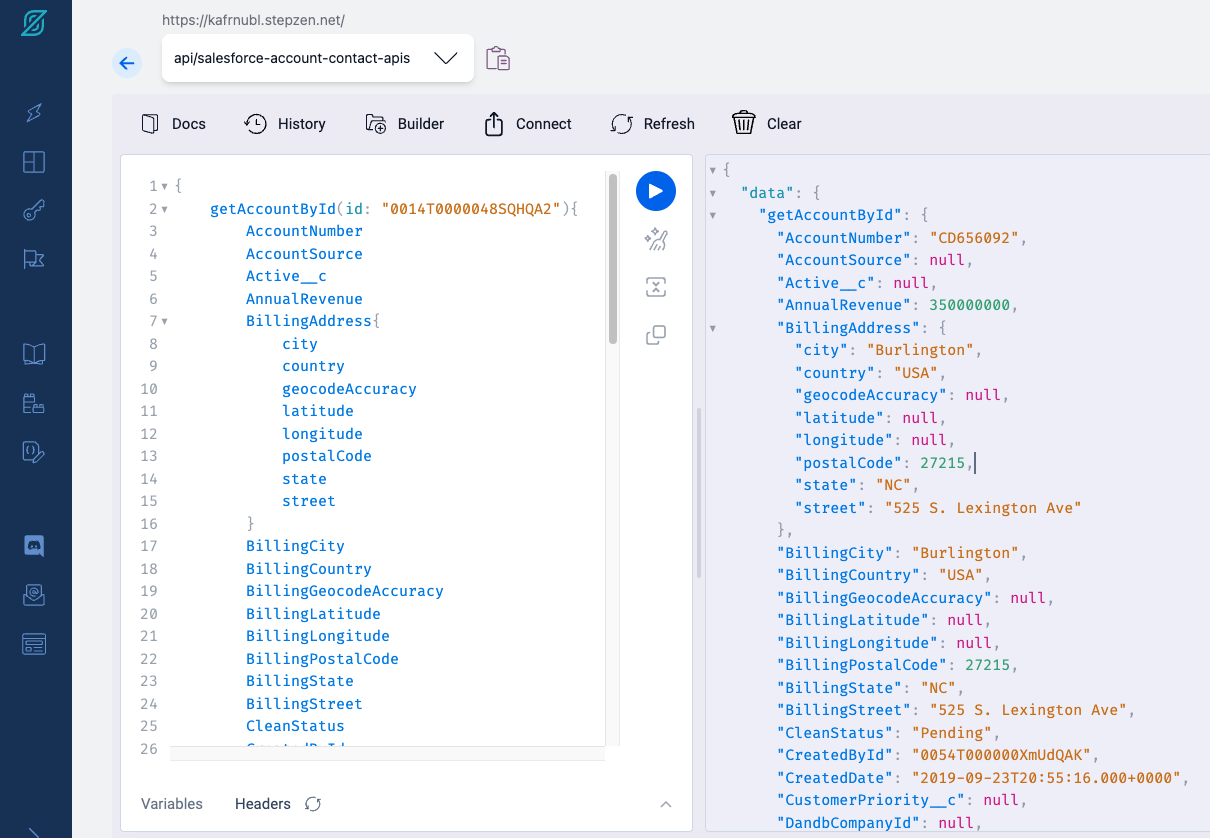 https://kafrnubl.stepzen.net/
api/salesforce-account-contact-apis
Docs History Builder Connect Refresh Clear
1 {
2 getAccountById(id: "0014T0000048SQHQA2"){
3 AccountNumber
4 AccountSource
5 Active__c
6 AnnualRevenue
7 BillingAddress{
8 city
9 country
10 geocodeAccuracy
11 latitude
12 longitude
13 postalCode
14 state
15 street
16 }
17 BillingCity
18 BillingCountry
19 BillingGeocodeAccuracy
20 BillingLatitude
21 BillingLongitude
22 BillingPostalCode
23 BillingState
24 BillingStreet
25 CleanStatus
26 CreatedById
Variables Headers
{
"data": {
"getAccountById": {
"AccountNumber": "CD656092",
"AccountSource": null,
"Active__c": null,
"AnnualRevenue": 350000000,
"BillingAddress": {
"city": "Burlington",
"country": "USA",
"geocodeAccuracy": null,
"latitude": null,
"longitude": null,
"postalCode": 27215,
"state": "NC",
"street": "525 S. Lexington Ave"
},
"BillingCity": "Burlington",
"BillingCountry": "USA",
"BillingGeocodeAccuracy": null,
"BillingLatitude": null,
"BillingLongitude": null,
"BillingPostalCode": 27215,
"BillingState": "NC",
"BillingStreet": "525 S. Lexington Ave",
"CleanStatus": "Pending",
"CreatedById": "0054T000000XmUdQAK",
"CreatedDate": "2019-09-23T20:55:16.000+0000",
"CustomerPriority__c": null,
"DandbCompanyId": null,